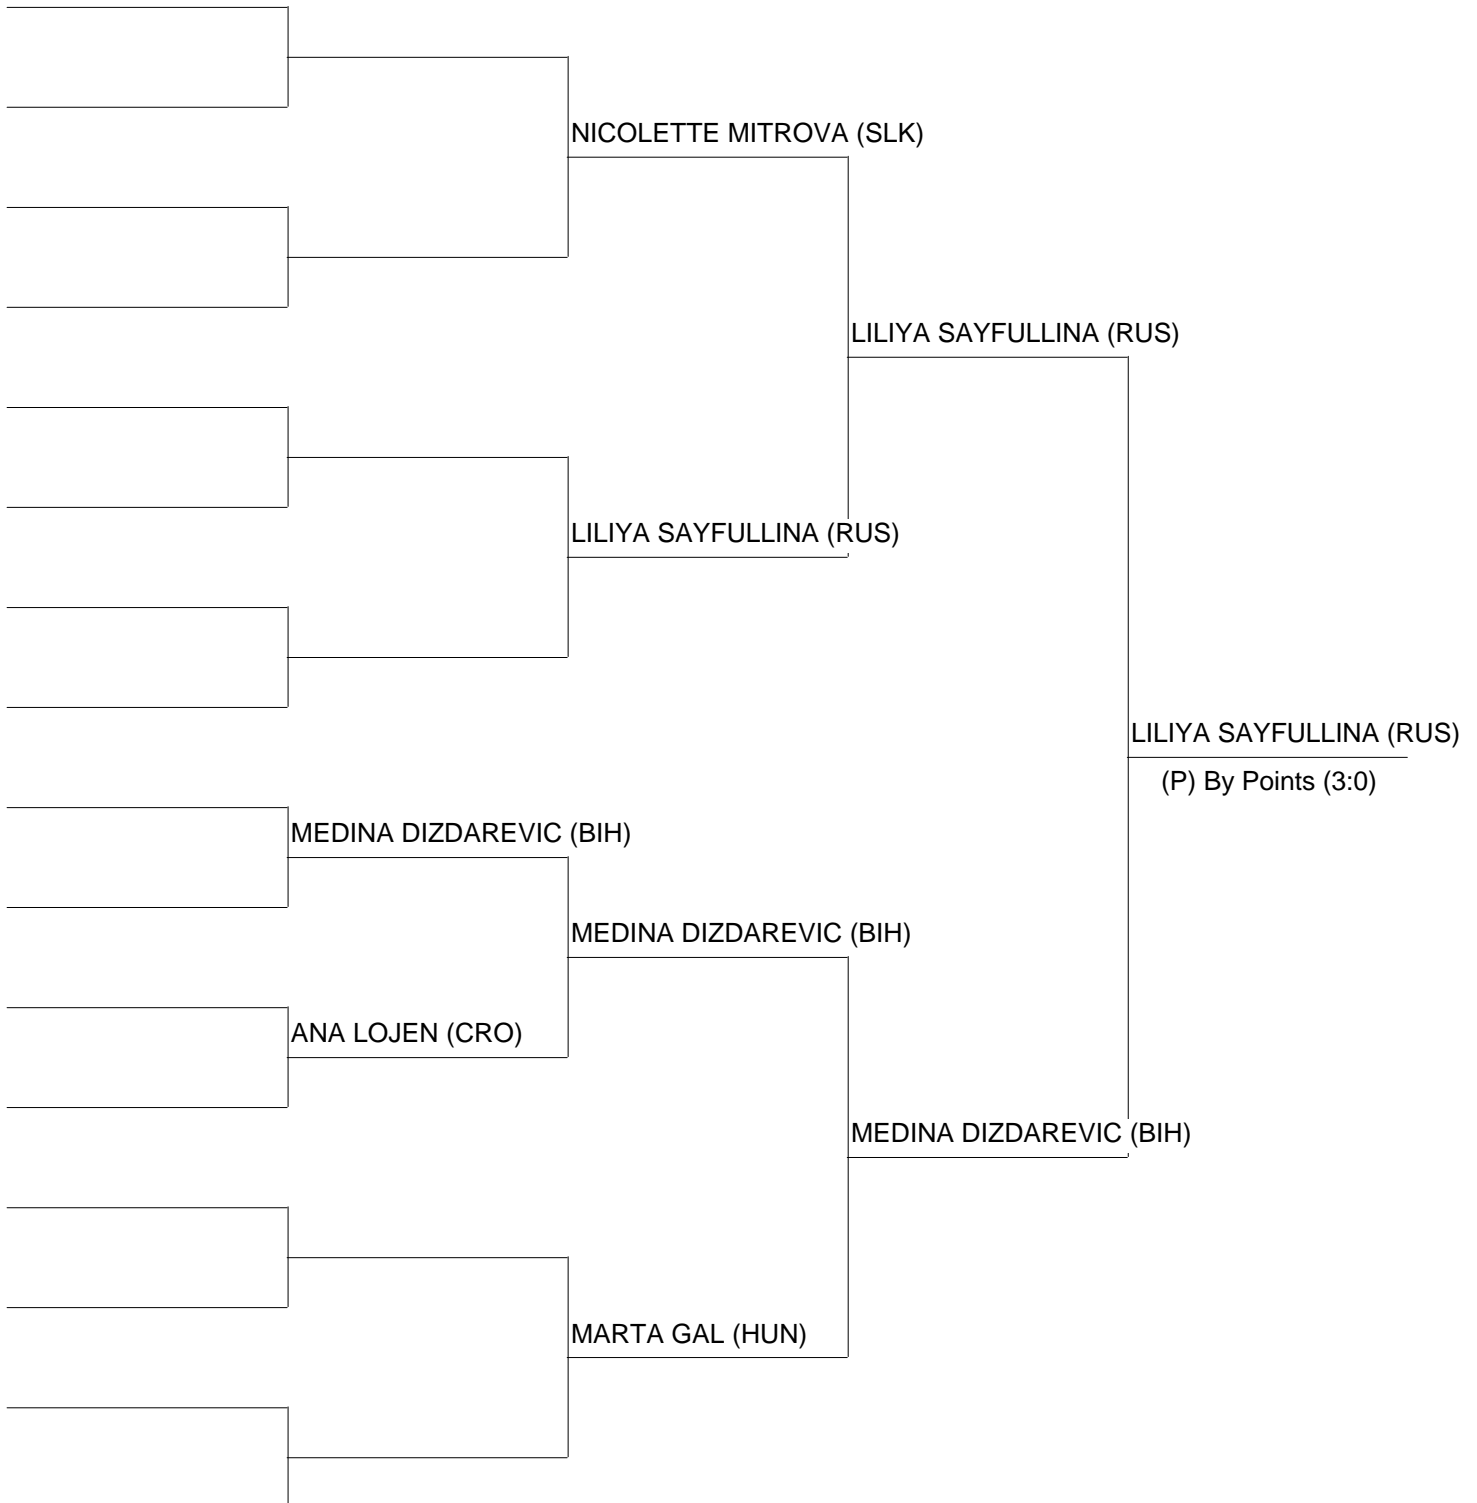 NICOLETTE MITROVA (SLK)
LILIYA SAYFULLINA (RUS)
LILIYA SAYFULLINA (RUS)
LILIYA SAYFULLINA (RUS)
(P) By Points (3:0)
MEDINA DIZDAREVIC (BIH)
MEDINA DIZDAREVIC (BIH)
ANA LOJEN (CRO)
MEDINA DIZDAREVIC (BIH)
MARTA GAL (HUN)